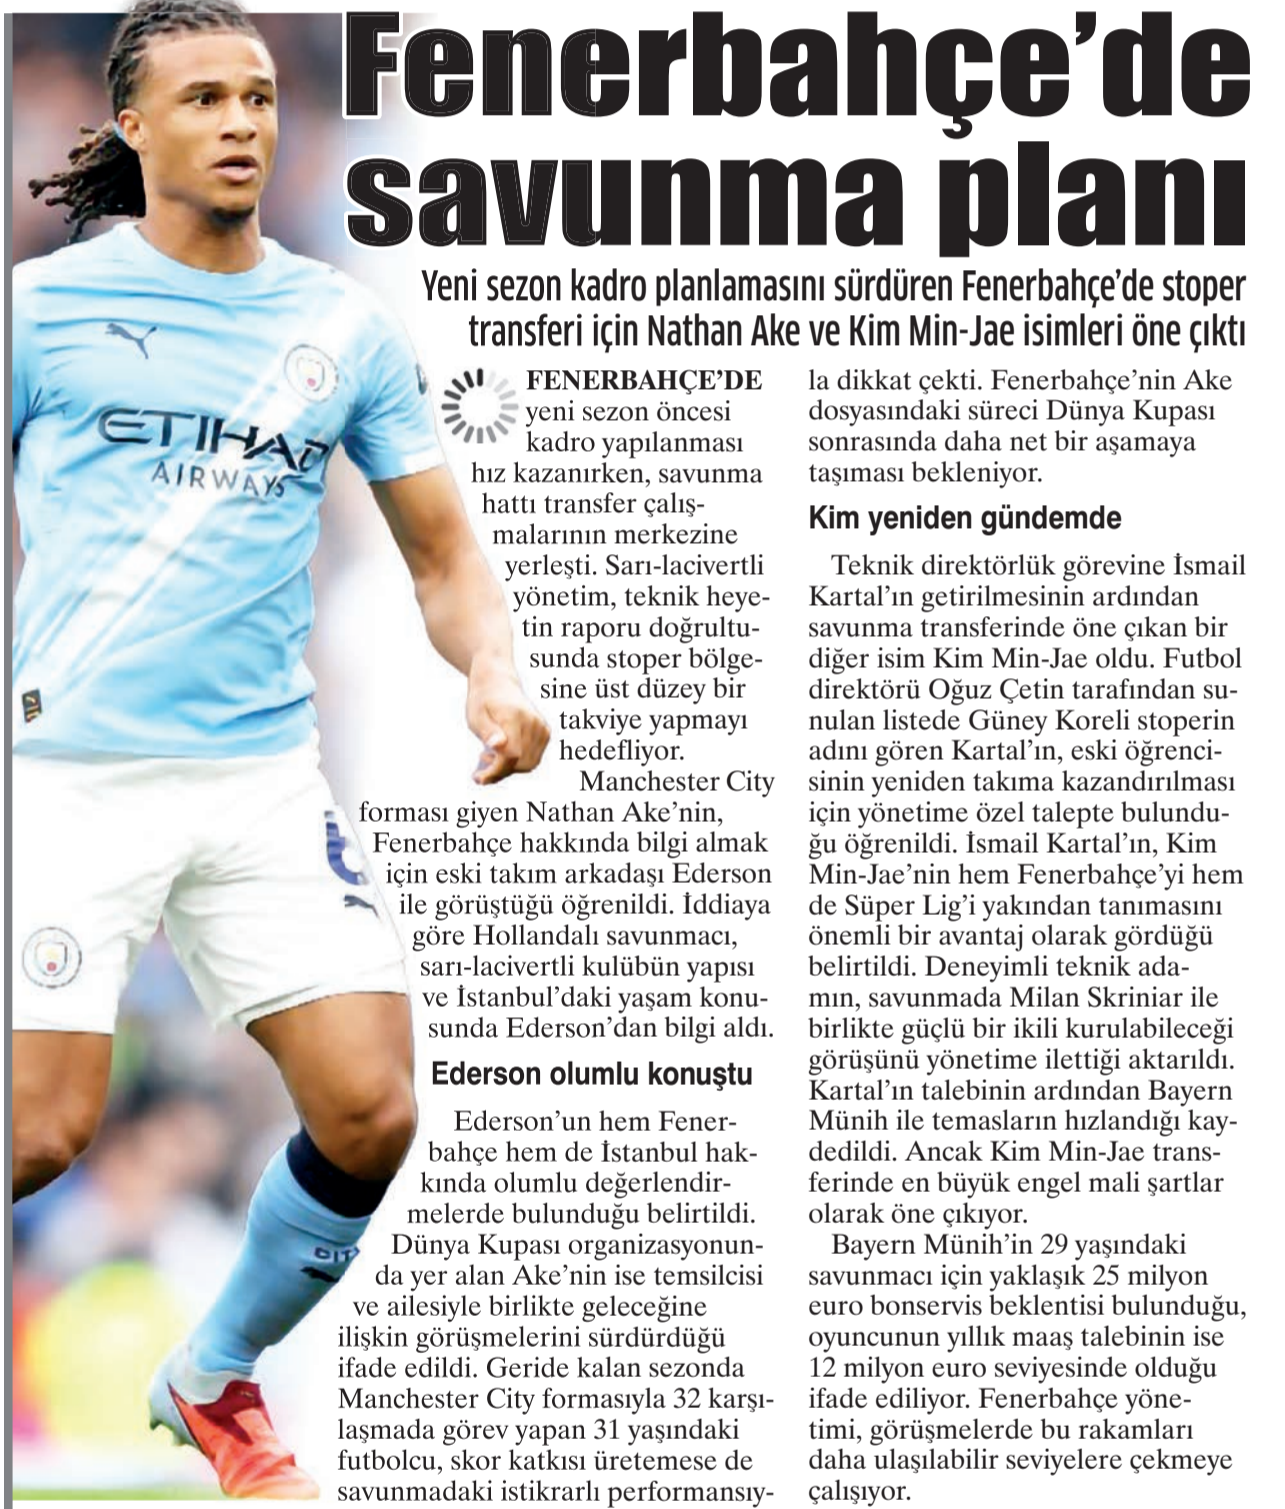 Fenerbahçe’de
savunma planı
Yeni sezon kadro planlamasını sürdüren Fenerbahçe’de stoper
transferi için Nathan Ake ve Kim Min-Jae isimleri öne çıktı
FENERBAHÇE’DE
yeni sezon öncesi
kadro yapılanması
hız kazanırken, savunma
hattı transfer çalış-
malarının merkezine
yerleşti. Sarı-lacivertli
yönetim, teknik heye-
tin raporu doğrultu-
sunda stoper bölge-
sine üst düzey bir
takviye yapmayı
hedefliyor.
Manchester City
forması giyen Nathan Ake’nin,
Fenerbahçe hakkında bilgi almak
için eski takım arkadaşı Ederson
ile görüştüğü öğrenildi. İddiaya
göre Hollandalı savunmacı,
sarı-lacivertli kulübün yapısı
ve İstanbul’daki yaşam konu-
sunda Ederson’dan bilgi aldı.
Ederson olumlu konuştu
Ederson’un hem Fener-
bahçe hem de İstanbul hak-
kında olumlu değerlendir-
melerde bulunduğu belirtildi.
Dünya Kupası organizasyonun-
da yer alan Ake’nin ise temsilcisi
ve ailesiyle birlikte geleceğine
ilişkin görüşmelerini sürdürdüğü
ifade edildi. Geride kalan sezonda
Manchester City formasıyla 32 karşı-
laşmada görev yapan 31 yaşındaki
futbolcu, skor katkısı üretemese de
savunmadaki istikrarlı performansıy-
la dikkat çekti. Fenerbahçe’nin Ake
dosyasındaki süreci Dünya Kupası
sonrasında daha net bir aşamaya
taşıması bekleniyor.
Kim yeniden gündemde
Teknik direktörlük görevine İsmail
Kartal’ın getirilmesinin ardından
savunma transferinde öne çıkan bir
diğer isim Kim Min-Jae oldu. Futbol
direktörü Oğuz Çetin tarafından su-
nulan listede Güney Koreli stoperin
adını gören Kartal’ın, eski öğrenci-
sinin yeniden takıma kazandırılması
için yönetime özel talepte bulundu-
ğu öğrenildi. İsmail Kartal’ın, Kim
Min-Jae’nin hem Fenerbahçe’yi hem
de Süper Lig’i yakından tanımasını
önemli bir avantaj olarak gördüğü
belirtildi. Deneyimli teknik ada-
mın, savunmada Milan Skriniar ile
birlikte güçlü bir ikili kurulabileceği
görüşünü yönetime ilettiği aktarıldı.
Kartal’ın talebinin ardından Bayern
Münih ile temasların hızlandığı kay-
dedildi. Ancak Kim Min-Jae trans-
ferinde en büyük engel mali şartlar
olarak öne çıkıyor.
Bayern Münih’in 29 yaşındaki
savunmacı için yaklaşık 25 milyon
euro bonservis beklentisi bulunduğu,
oyuncunun yıllık maaş talebinin ise
12 milyon euro seviyesinde olduğu
ifade ediliyor. Fenerbahçe yöne-
timi, görüşmelerde bu rakamları
daha ulaşılabilir seviyelere çekmeye
çalışıyor.
ETIHAD
AIRWAYS
6
CITY